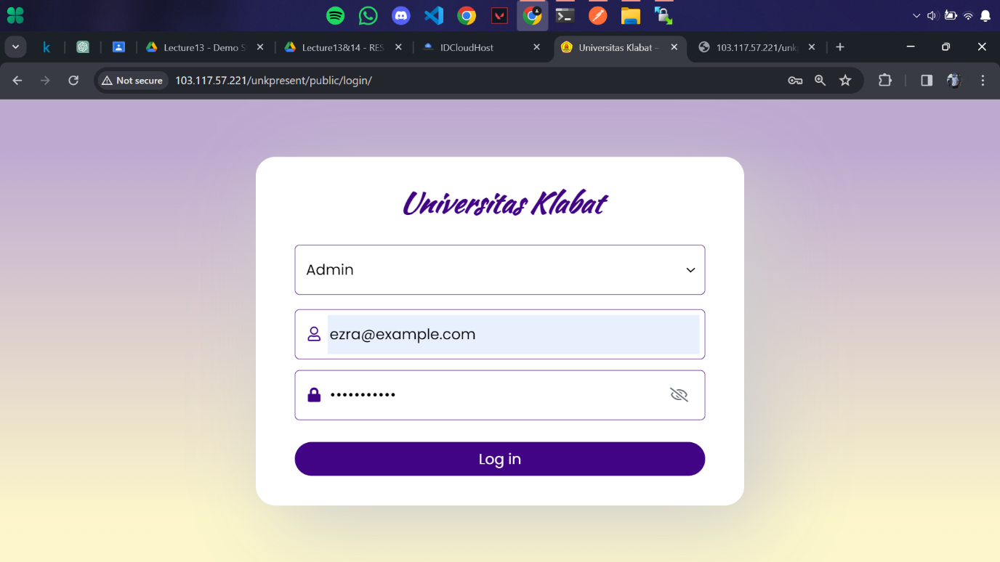 k
Lecture13 - Demo S
Lecture13&14 - RES
IDCloudHost
Universitas Klabat –
103.117.57.221/unkp
Not secure
103.117.57.221/unkpresent/public/login/
Universitas Klabat
Admin
ezra@example.com
•••••••••••
Log in